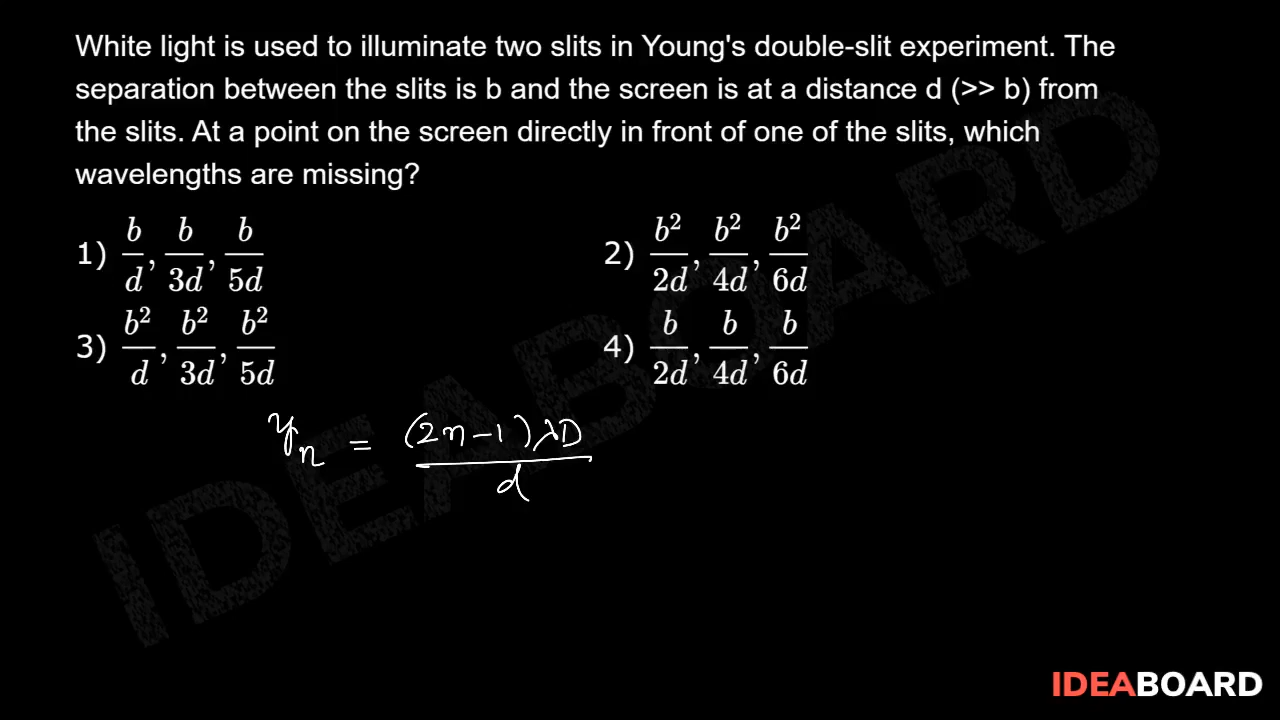 White light is used to illuminate two slits in Young's double-slit experiment. The
separation between the slits is b and the screen is at a distance d (>> b) from
the slits. At a point on the screen directly in front of one of the slits, which
wavelengths are missing?
1) b/d, b/3d, b/5d
2) b²/2d, b²/4d, b²/6d
3) b²/d, b²/3d, b²/5d
4) b/2d, b/4d, b/6d
yₙ = (2n-1)λD/d
IDEABOARD
IDEABOARD